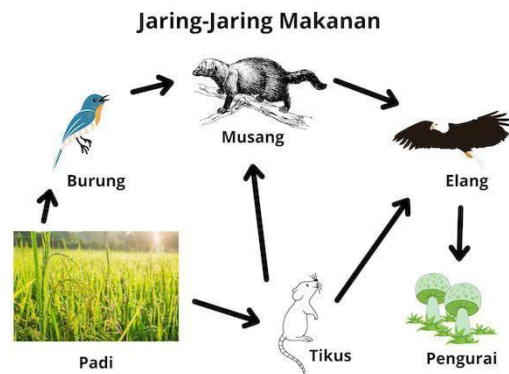 Jaring-Jaring Makanan
Musang
Burung
Elang
Padi
Tikus
Pengurai